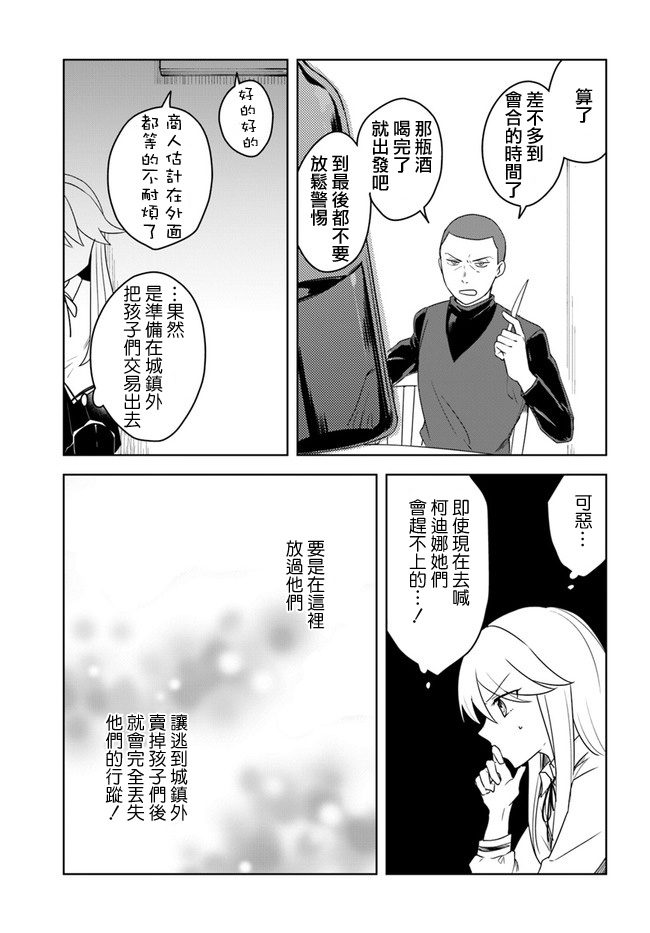 算了
差不多到
會合的時間了
那瓶酒
喝完了
就出發吧
到最後都不要
放鬆警惕
好的好的
商人估計在外面
都等的不耐煩了
…果然
是準備在城鎮外
把孩子們交易出去
可惡…
即使現在去喊
柯迪娜她們
會趕不上的…！
要是在這裡
放過他們
讓逃到城鎮外
賣掉孩子們後
就會完全丟失
他們的行蹤！